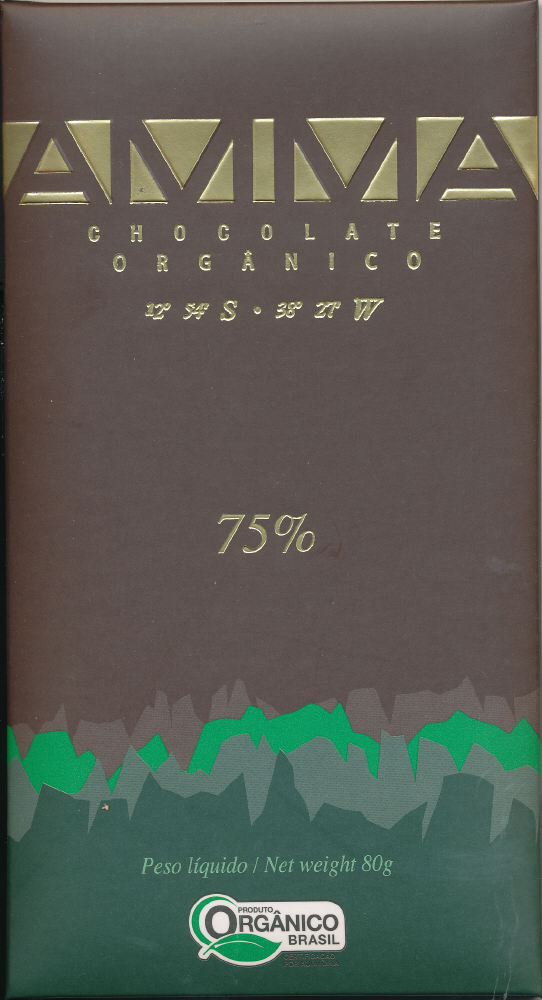 AMMA
CHOCOLATE
ORGÂNICO
12° 54' S • 38° 27' W
75%
Peso líquido / Net weight 80g
PRODUTO
ORGÂNICO
BRASIL